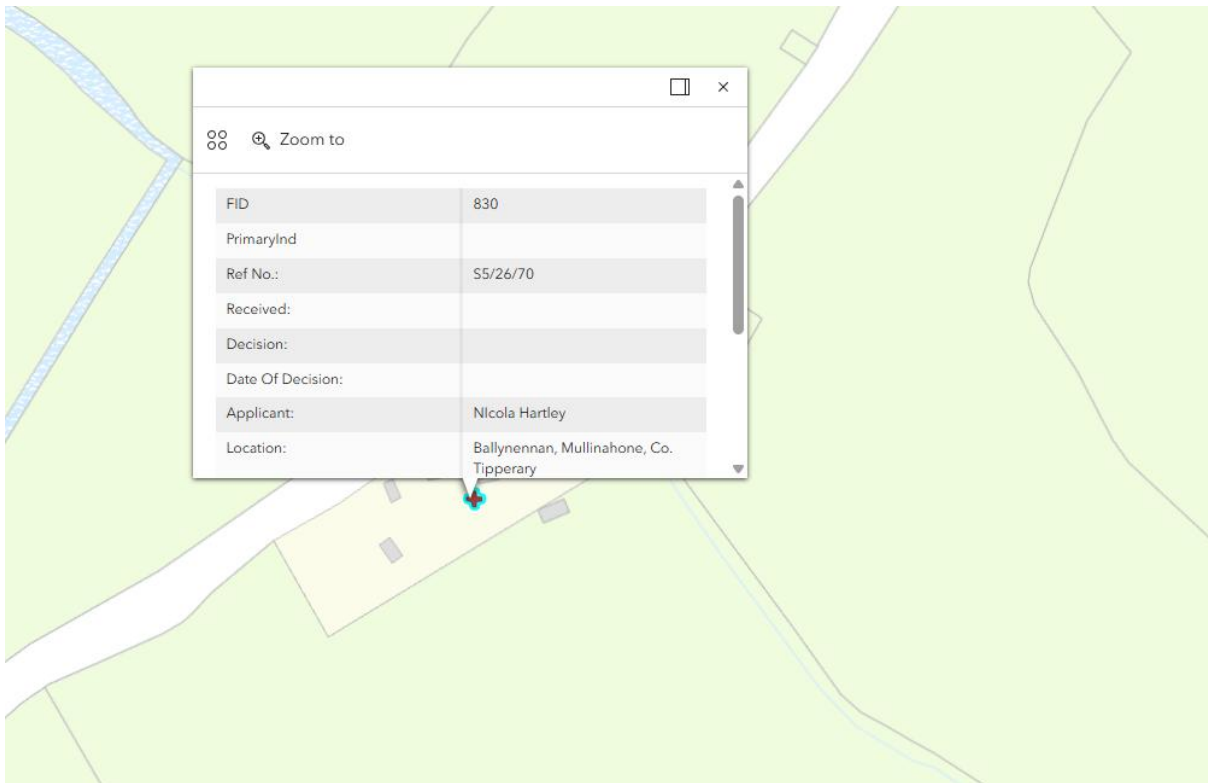 Zoom to
FID 830
PrimaryInd
Ref No.: S5/26/70
Received:
Decision:
Date Of Decision:
Applicant: NIcola Hartley
Location: Ballynennan, Mullinahone, Co.
Tipperary